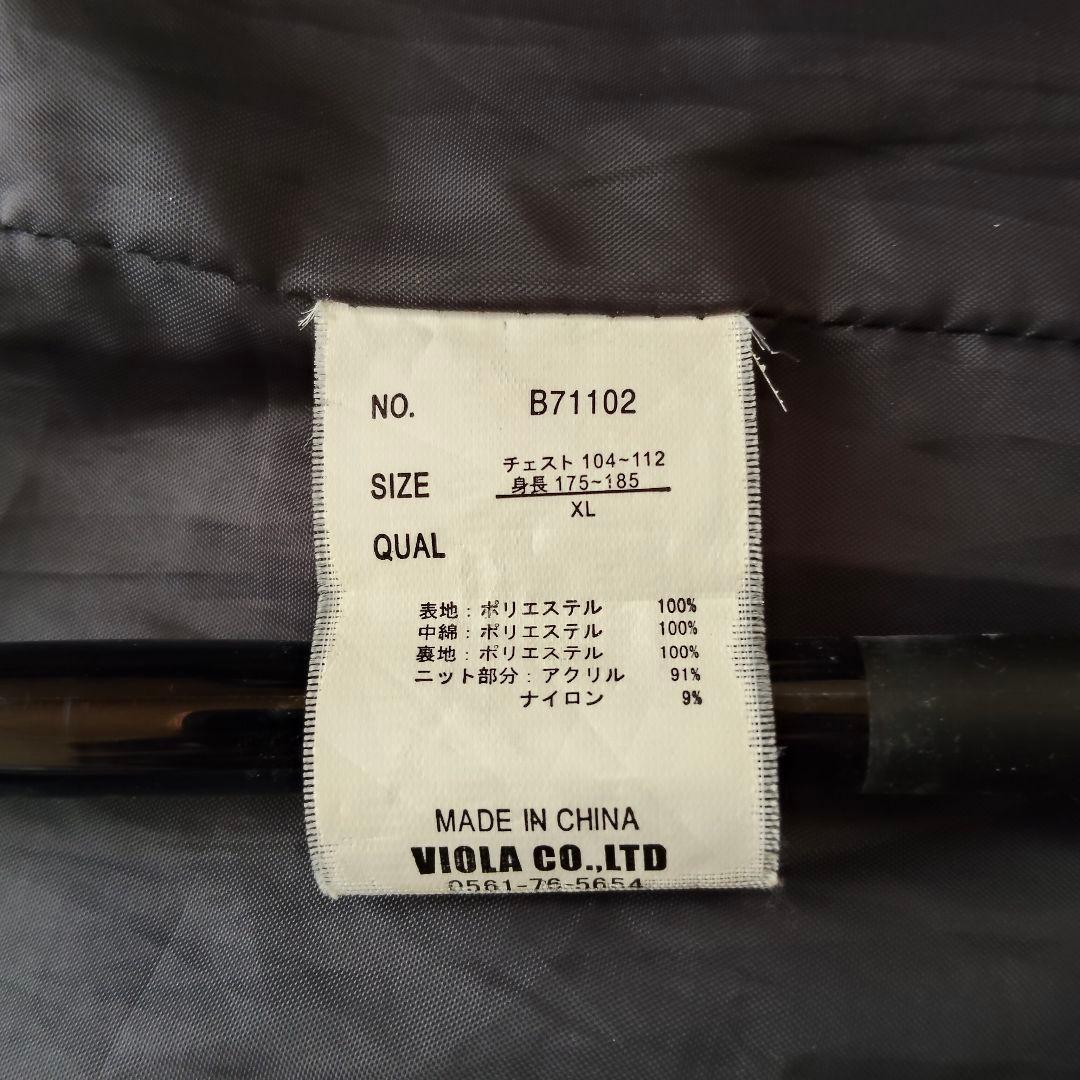 NO. B71102
チェスト 104~112
SIZE 身長 175~185
XL
QUAL
表地:ポリエステル 100%
中綿:ポリエステル 100%
裏地:ポリエステル 100%
ニット部分:アクリル 91%
ナイロン 9%
MADE IN CHINA
VIOLA CO.,LTD
0561-76-5654